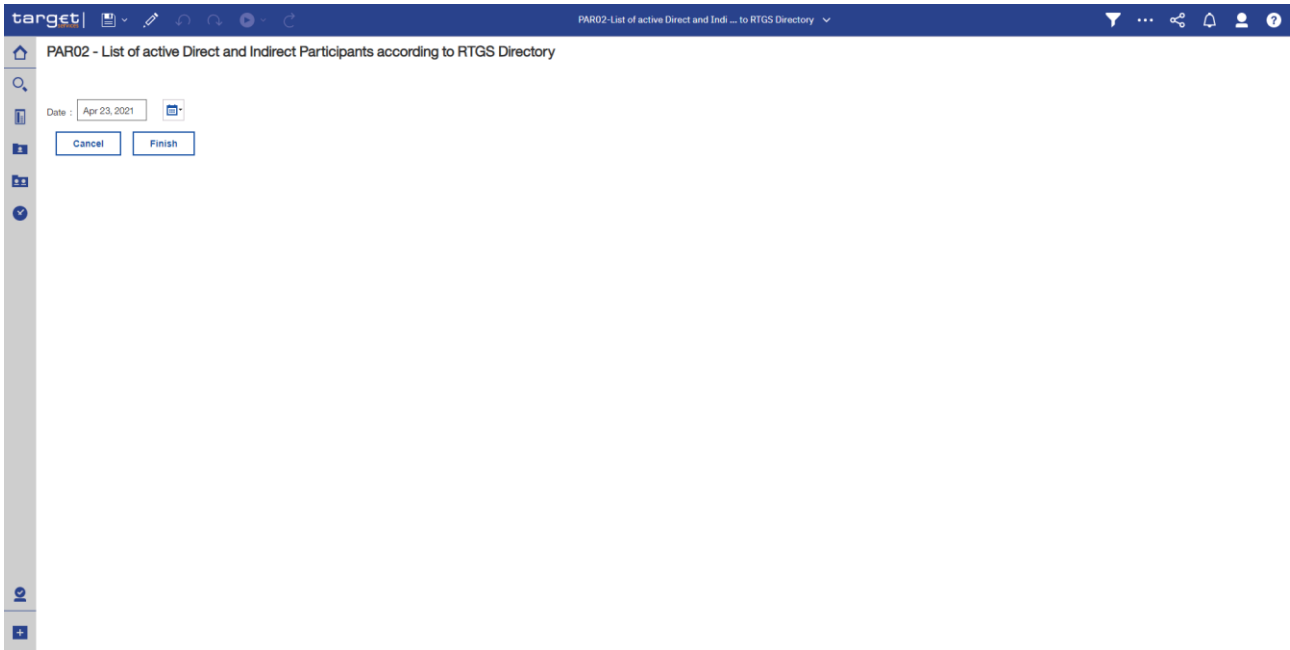 target|
services
PAR02-List of active Direct and Indi ... to RTGS Directory
PAR02 - List of active Direct and Indirect Participants according to RTGS Directory
Date : Apr 23, 2021
Cancel Finish